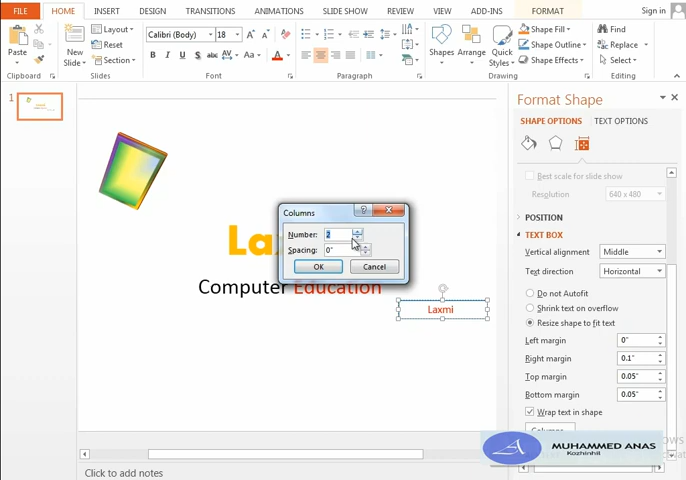 FILE HOME INSERT DESIGN TRANSITIONS ANIMATIONS SLIDE SHOW REVIEW VIEW ADD-INS FORMAT Sign in
Paste
Clipboard
New
Slide
Layout
Reset
Section
Slides
Calibri (Body) 18
B I U S abc AV Aa A
Font
Paragraph
Shapes
Arrange
Quick
Styles
Shape Fill
Shape Outline
Shape Effects
Drawing
Find
Replace
Select
Editing
1
Columns
Number: 2
Spacing: 0"
OK Cancel
Computer Education
Laxmi
Click to add notes
Format Shape
SHAPE OPTIONS TEXT OPTIONS
Best scale for slide show
Resolution 640 x 480
POSITION
TEXT BOX
Vertical alignment Middle
Text direction Horizontal
Do not Autofit
Shrink text on overflow
Resize shape to fit text
Left margin 0"
Right margin 0.1"
Top margin 0.05"
Bottom margin 0.05"
Wrap text in shape
MUHAMMED ANAS
Kozhinhil